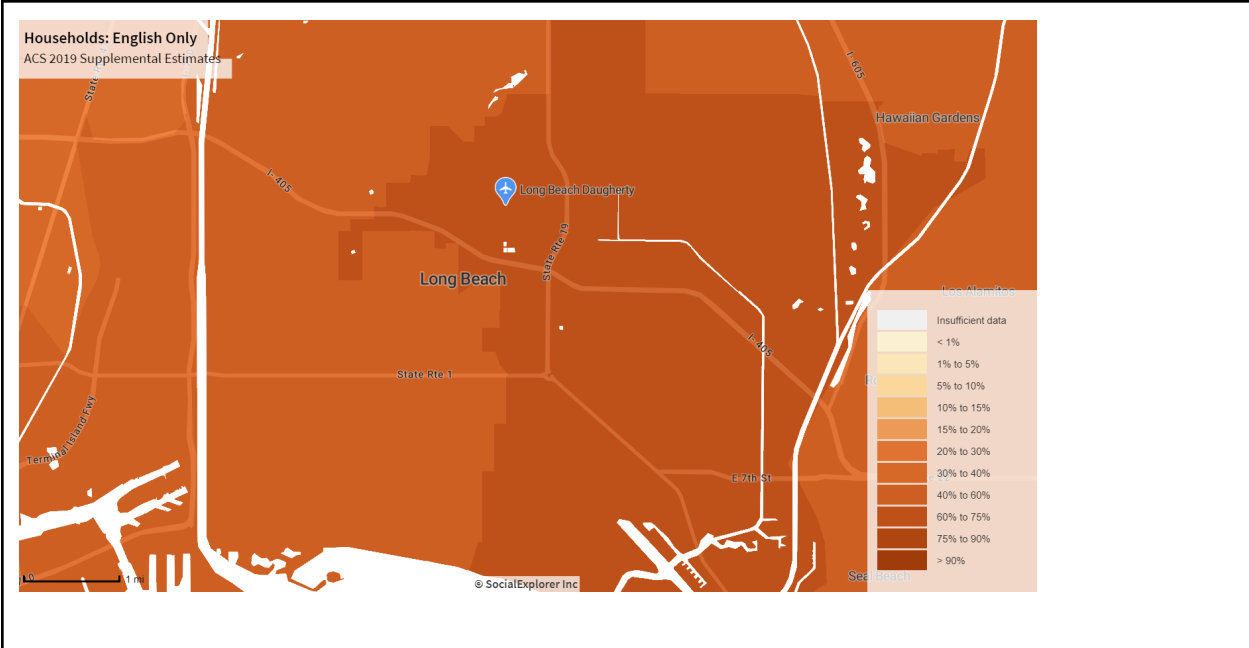 Households: English Only
ACS 2019 Supplemental Estimates
I- 605
State Rte 47
Hawaiian Gardens
I- 405
Long Beach Daugherty
State Rte 19
Long Beach
Los Alamitos
Insufficient data
< 1%
1% to 5%
I- 405
State Rte 1
5% to 10%
10% to 15%
15% to 20%
20% to 30%
Terminal Island Fwy
30% to 40%
E 7th St
40% to 60%
60% to 75%
75% to 90%
> 90%
0
1 mi
© SocialExplorer Inc
Seal Beach